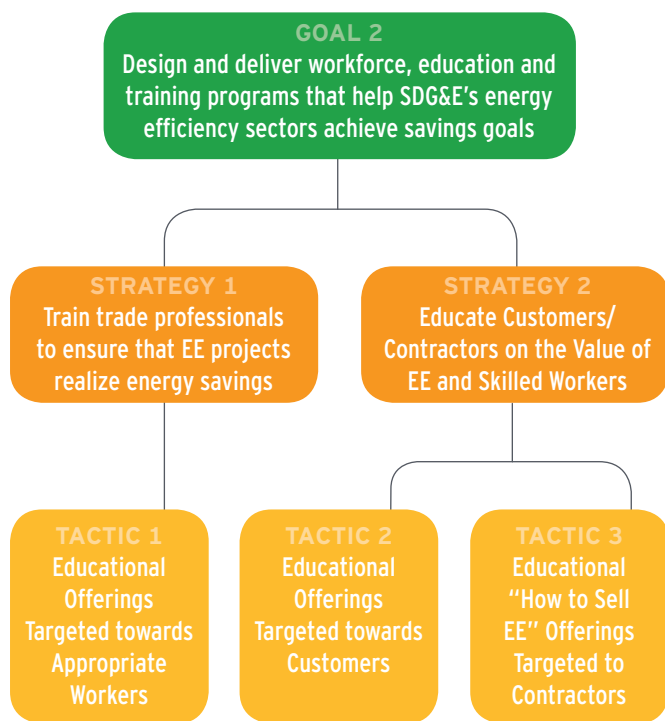 GOAL 2
Design and deliver workforce, education and
training programs that help SDG&E's energy
efficiency sectors achieve savings goals
STRATEGY 1
Train trade professionals
to ensure that EE projects
realize energy savings
STRATEGY 2
Educate Customers/
Contractors on the Value of
EE and Skilled Workers
TACTIC 1
Educational
Offerings
Targeted towards
Appropriate
Workers
TACTIC 2
Educational
Offerings
Targeted towards
Customers
TACTIC 3
Educational
“How to Sell
EE” Offerings
Targeted to
Contractors